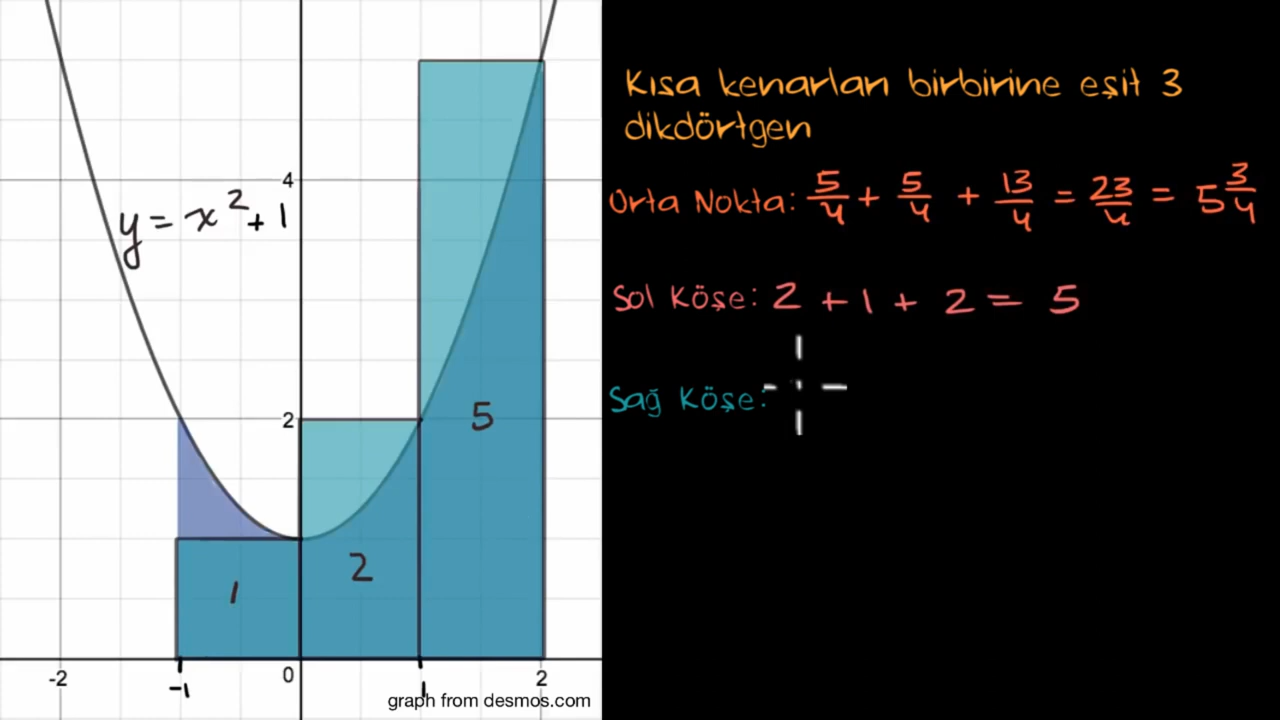 Kısa kenarları birbirine eşit 3
dikdörtgen
Orta Nokta: 5/4 + 5/4 + 13/4 = 23/4 = 5 3/4
Sol Köşe: 2 + 1 + 2 = 5
Sağ Köşe:
y = x² + 1
4
2
5
2
1
-2
-1
0
1
2
graph from desmos.com